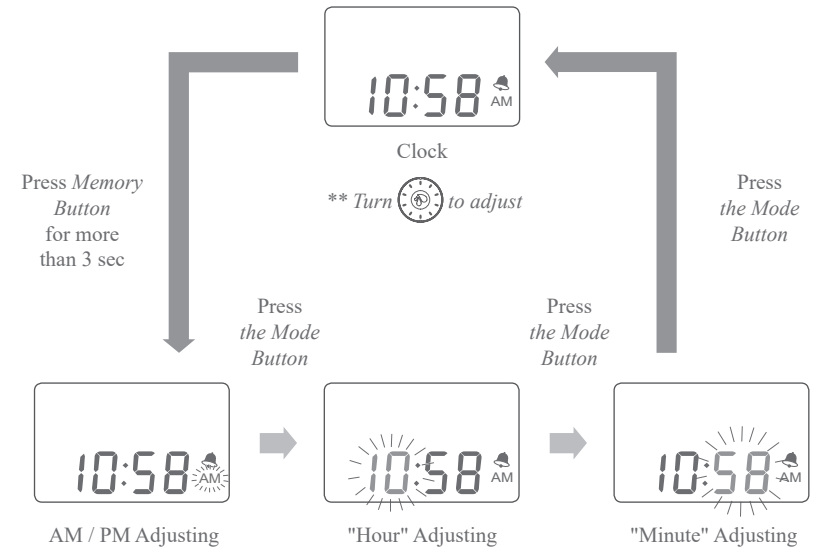 10:58 AM
Clock
** Turn to adjust
Press Memory
Button
for more
than 3 sec
Press
the Mode
Button
Press
the Mode
Button
Press
the Mode
Button
10:58 AM
10:58 AM
10:58 AM
AM / PM Adjusting
"Hour" Adjusting
"Minute" Adjusting